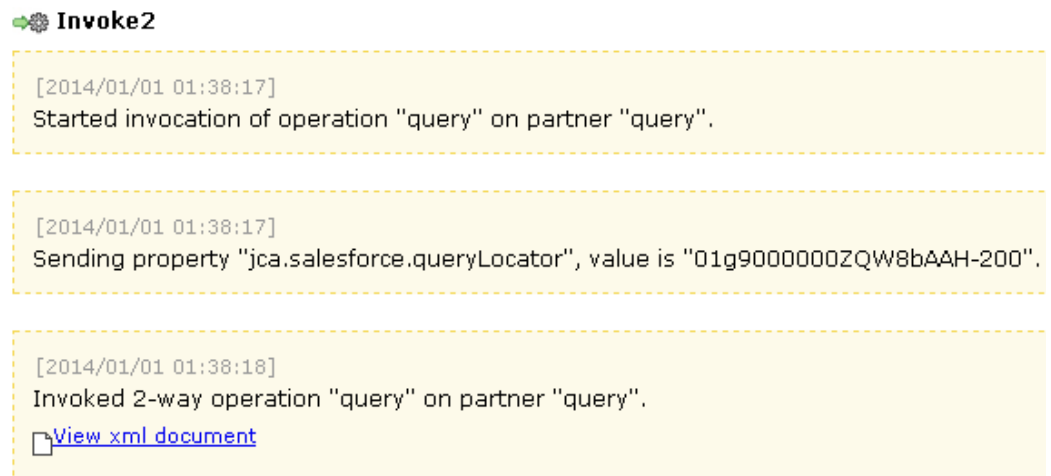 Invoke2
[2014/01/01 01:38:17]
Started invocation of operation "query" on partner "query".
[2014/01/01 01:38:17]
Sending property "jca.salesforce.queryLocator", value is "01g9000000ZQW8bAAH-200".
[2014/01/01 01:38:18]
Invoked 2-way operation "query" on partner "query".
View xml document